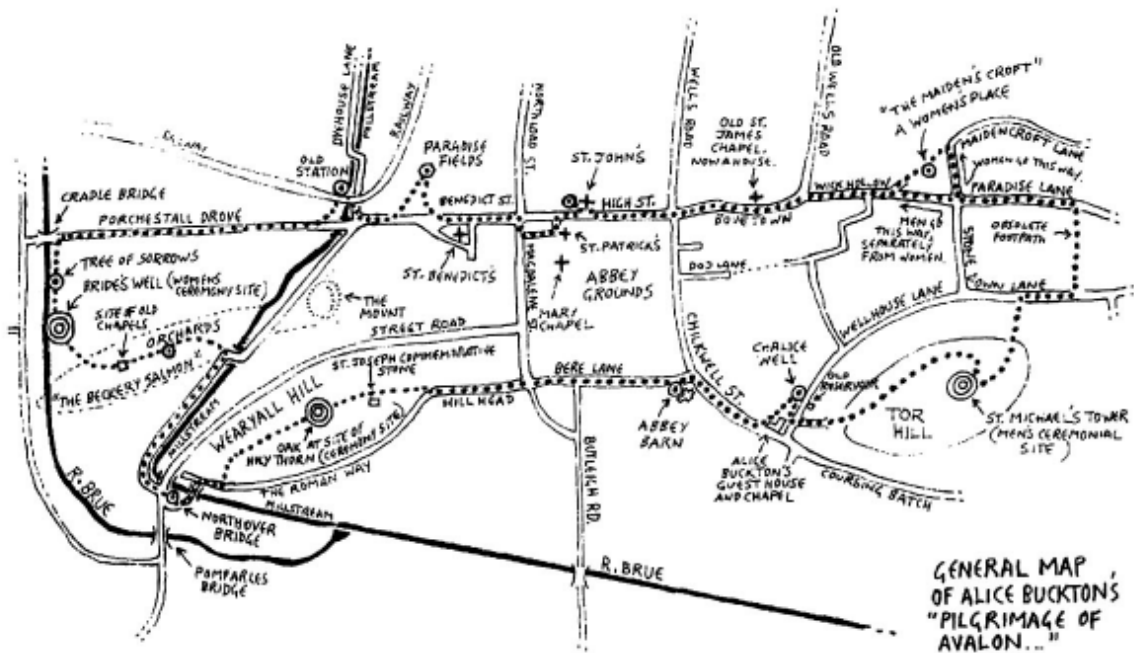 DYEHOUSE LANE
MILLSTREAM
RAILWAY
NORTHLOAD ST.
WELLS
ROAD
OLD WELLS ROAD
"THE MAIDEN'S CROFT"
A WOMEN'S PLACE
MAIDENCROFT LANE
WOMEN GO THIS WAY.
PARADISE LANE
OLD
STATION
PARADISE
FIELDS
ST. JOHN'S
OLD ST.
JAMES
CHAPEL.
NOW A HOUSE.
WICK HOLLOW
CRADLE BRIDGE
PORCHESTALL DROVE
BENEDICT ST.
HIGH ST.
BOVE TOWN
MEN GO
THIS WAY,
SEPARATELY
FROM WOMEN.
OBSOLETE
FOOTPATH
TREE OF SORROWS
BRIDE'S WELL (WOMENS
CEREMONY SITE)
ST. BENEDICT'S
MAGDALENE ST.
ST. PATRICK'S
ABBEY
GROUNDS
DOD LANE
STONE
DOWN LANE
SITE OF OLD
CHAPELS
ORCHARDS
THE
MOUNT
MARY
CHAPEL
WELLHOUSE LANE
"THE BECKERY SALMON"
STREET ROAD
ST. JOSEPH COMMEMORATIVE
STONE
BERE LANE
CHILKWELL ST.
CHALICE
WELL
OLD
RESERVOIR
WEARYALL HILL
HILL HEAD
MILLSTREAM
OAK AT SITE OF
HOLY THORN (CEREMONY SITE)
ABBEY
BARN
TOR
HILL
ST. MICHAEL'S TOWER
(MEN'S CEREMONIAL
SITE)
THE ROMAN WAY
BUTLEIGH RD.
ALICE
BUCKTON'S
GUEST HOUSE
AND CHAPEL
COURSING BATCH
R. BRUE
NORTHOVER
BRIDGE
MILLSTREAM
POMPARLES
BRIDGE
R. BRUE
GENERAL MAP
OF ALICE BUCKTON'S
"PILGRIMAGE OF
AVALON..."